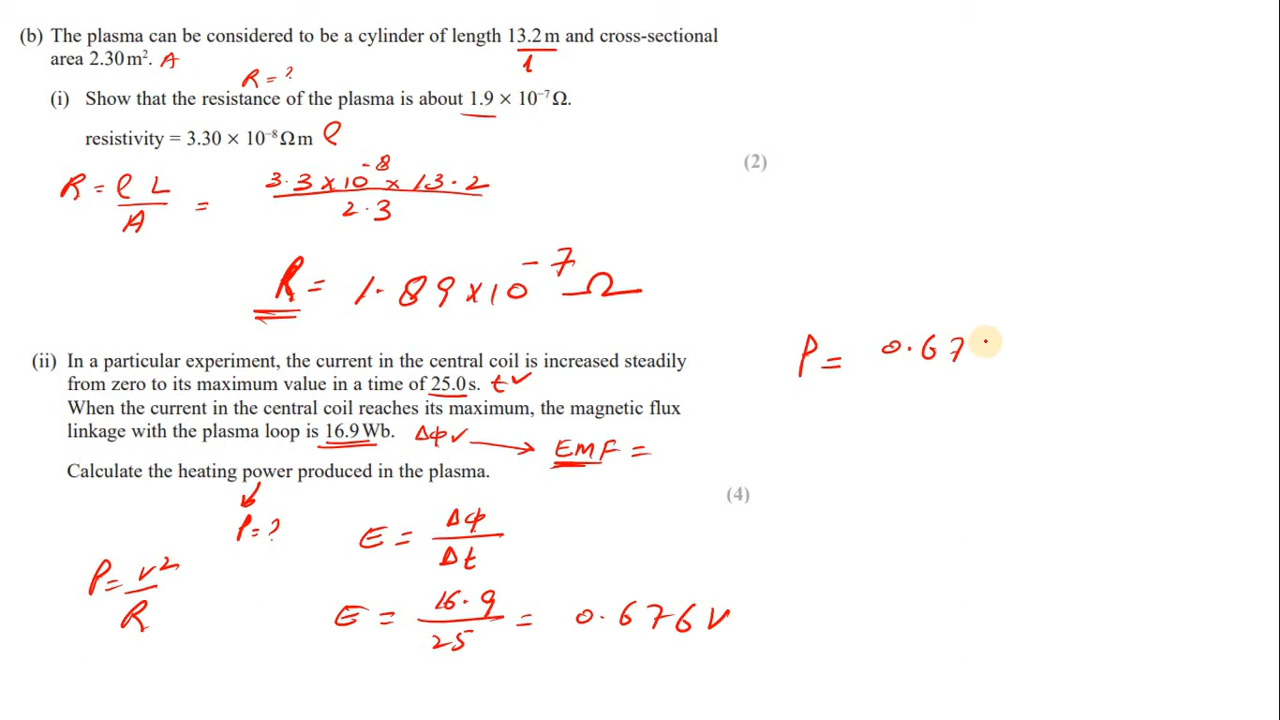 (b) The plasma can be considered to be a cylinder of length 13.2 m and cross-sectional
area 2.30 m². A
l
R = ?
(i) Show that the resistance of the plasma is about 1.9 × 10⁻⁷ Ω.
resistivity = 3.30 × 10⁻⁸ Ω m ρ
(2)
R = ρ L / A = 3.3 × 10⁻⁸ × 13.2 / 2.3
R = 1.89 × 10⁻⁷ Ω
P = 0.67
(ii) In a particular experiment, the current in the central coil is increased steadily
from zero to its maximum value in a time of 25.0 s. t ✓
When the current in the central coil reaches its maximum, the magnetic flux
linkage with the plasma loop is 16.9 Wb. Δφ ✓ → EMF =
Calculate the heating power produced in the plasma.
(4)
P = ?
E = Δφ / Δt
P = V² / R
E = 16.9 / 25 = 0.676 V